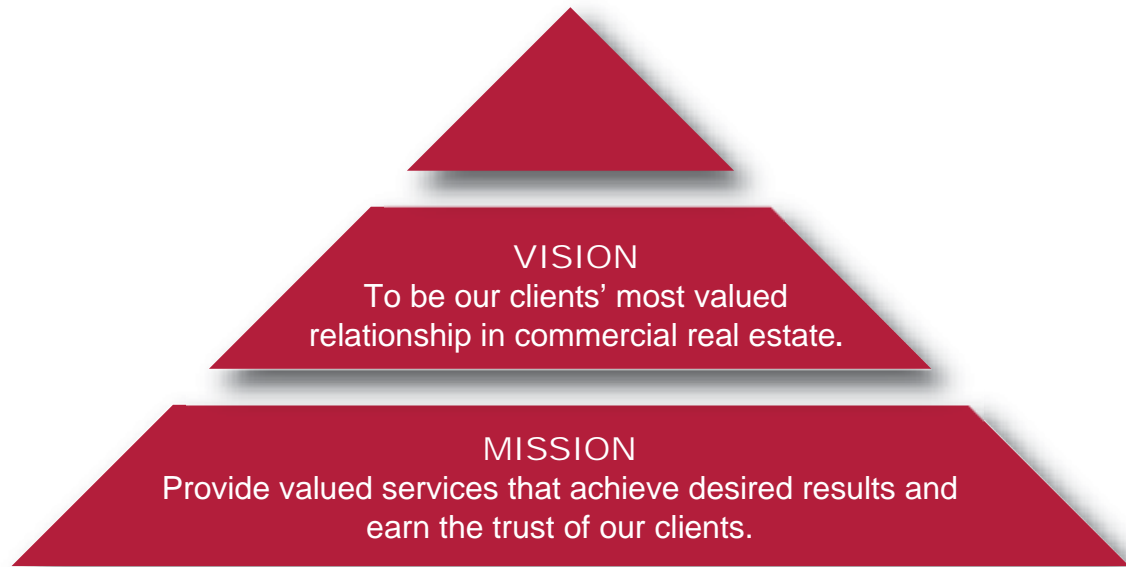 VISION
To be our clients’ most valued
relationship in commercial real estate.
MISSION
Provide valued services that achieve desired results and
earn the trust of our clients.